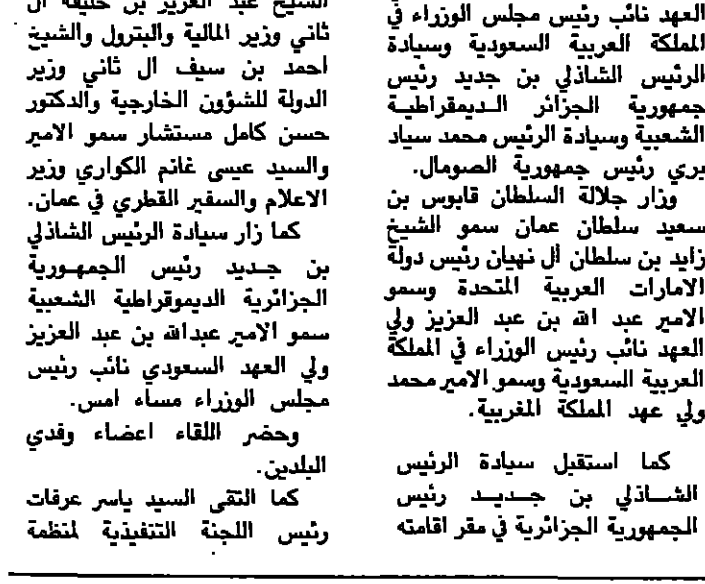 العهد نائب رئيس مجلس الوزراء في
المملكة العربية السعودية وسيادة
الرئيس الشاذلي بن جديد رئيس
جمهورية الجزائر الـديمقراطيـة
الشعبية وسيادة الرئيس محمد سياد
بري رئيس جمهورية الصومال.
وزار جلالة السلطان قابوس بن
سعيد سلطان عمان سمو الشيخ
زايد بن سلطان آل نهيان رئيس دولة
الامارات العربية المتحدة وسمو
الامير عبد الله بن عبد العزيز ولي
العهد نائب رئيس الوزراء في المملكة
العربية السعودية وسمو الامير محمد
ولي عهد المملكة المغربية.
كما استقبل سيادة الرئيس
الشـــاذلي بن جـــديـــد رئيس
الجمهورية الجزائرية في مقر اقامته
الشيخ عبد العزيز بن خليفة آل
ثاني وزير المالية والبترول والشيخ
احمد بن سيف ال ثاني وزير
الدولة للشؤون الخارجية والدكتور
حسن كامل مستشار سمو الامير
والسيد عيسى غانم الكواري وزير
الاعلام والسفير القطري في عمان.
كما زار سيادة الرئيس الشاذلي
بن جـديد رئيس الجمهـورية
الجزائرية الديموقراطية الشعبية
سمو الامير عبدالله بن عبد العزيز
ولي العهد السعودي نائب رئيس
مجلس الوزراء مساء امس.
وحضر اللقاء اعضاء وفدي
البلدين.
كما التقى السيد ياسر عرفات
رئيس اللجنة التنفيذية لمنظمة